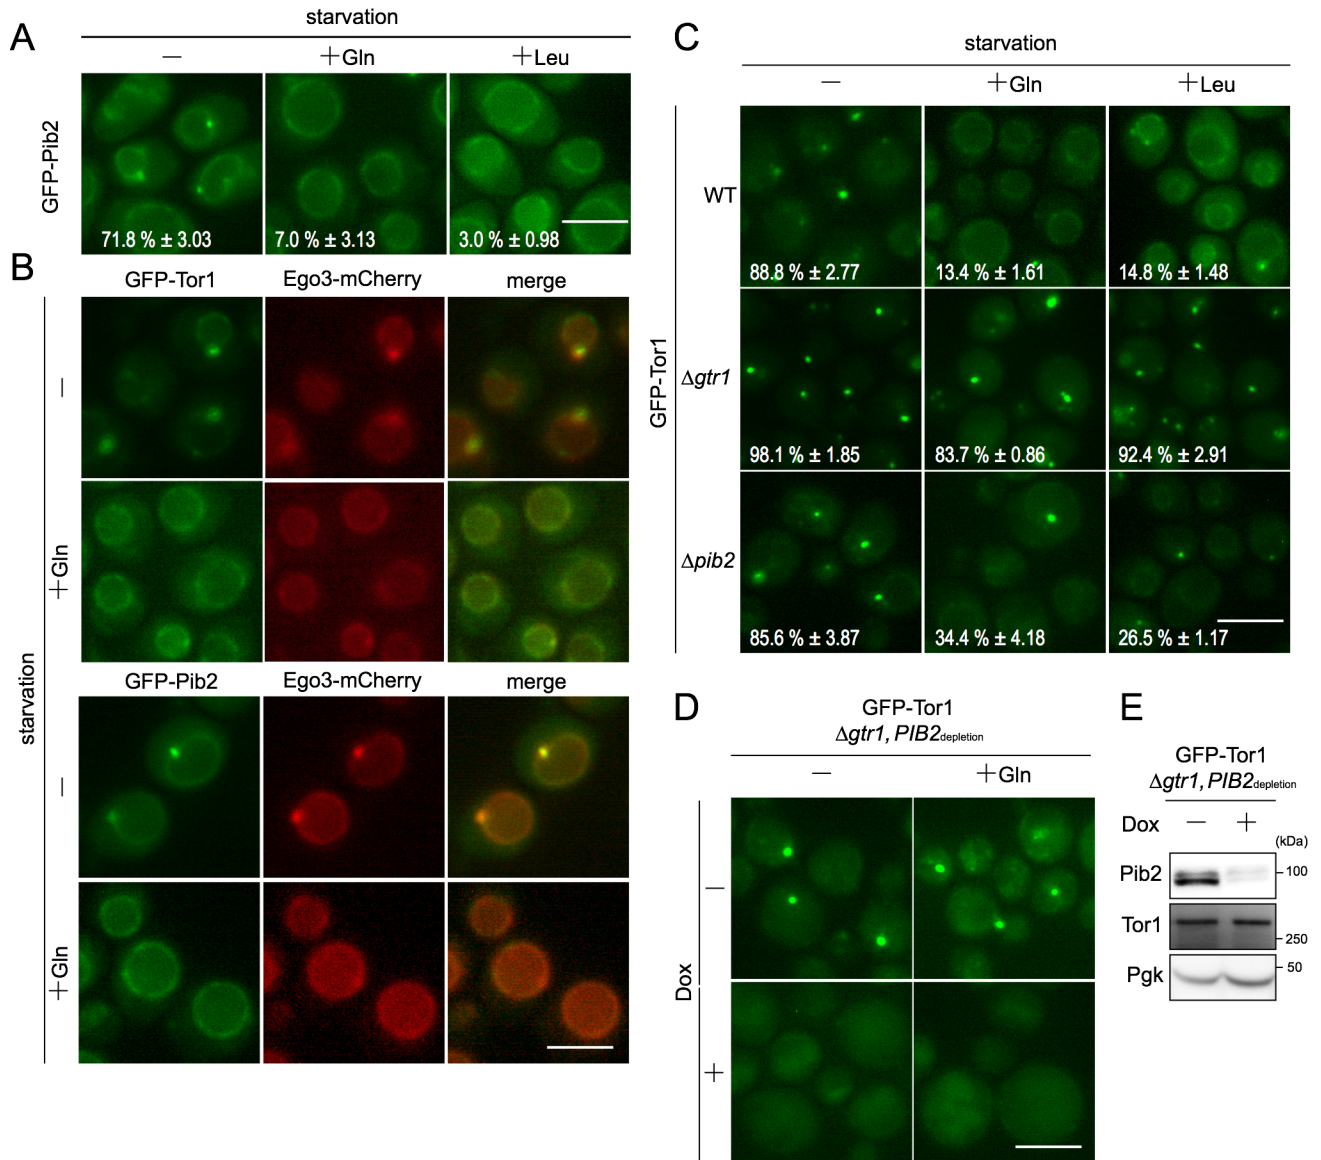 A
starvation
— +Gln +Leu
GFP-Pib2
71.8 % ± 3.03 7.0 % ± 3.13 3.0 % ± 0.98
B
GFP-Tor1 Ego3-mCherry merge
—
+Gln
starvation
GFP-Pib2 Ego3-mCherry merge
—
+Gln
C
starvation
— +Gln +Leu
GFP-Tor1
WT
88.8 % ± 2.77 13.4 % ± 1.61 14.8 % ± 1.48
Δgtr1
98.1 % ± 1.85 83.7 % ± 0.86 92.4 % ± 2.91
Δpib2
85.6 % ± 3.87 34.4 % ± 4.18 26.5 % ± 1.17
D
GFP-Tor1
Δgtr1, PIB2depletion
— +Gln
Dox
—
+
E
GFP-Tor1
Δgtr1, PIB2depletion
Dox — +
(kDa)
Pib2 100
Tor1 250
Pgk 50